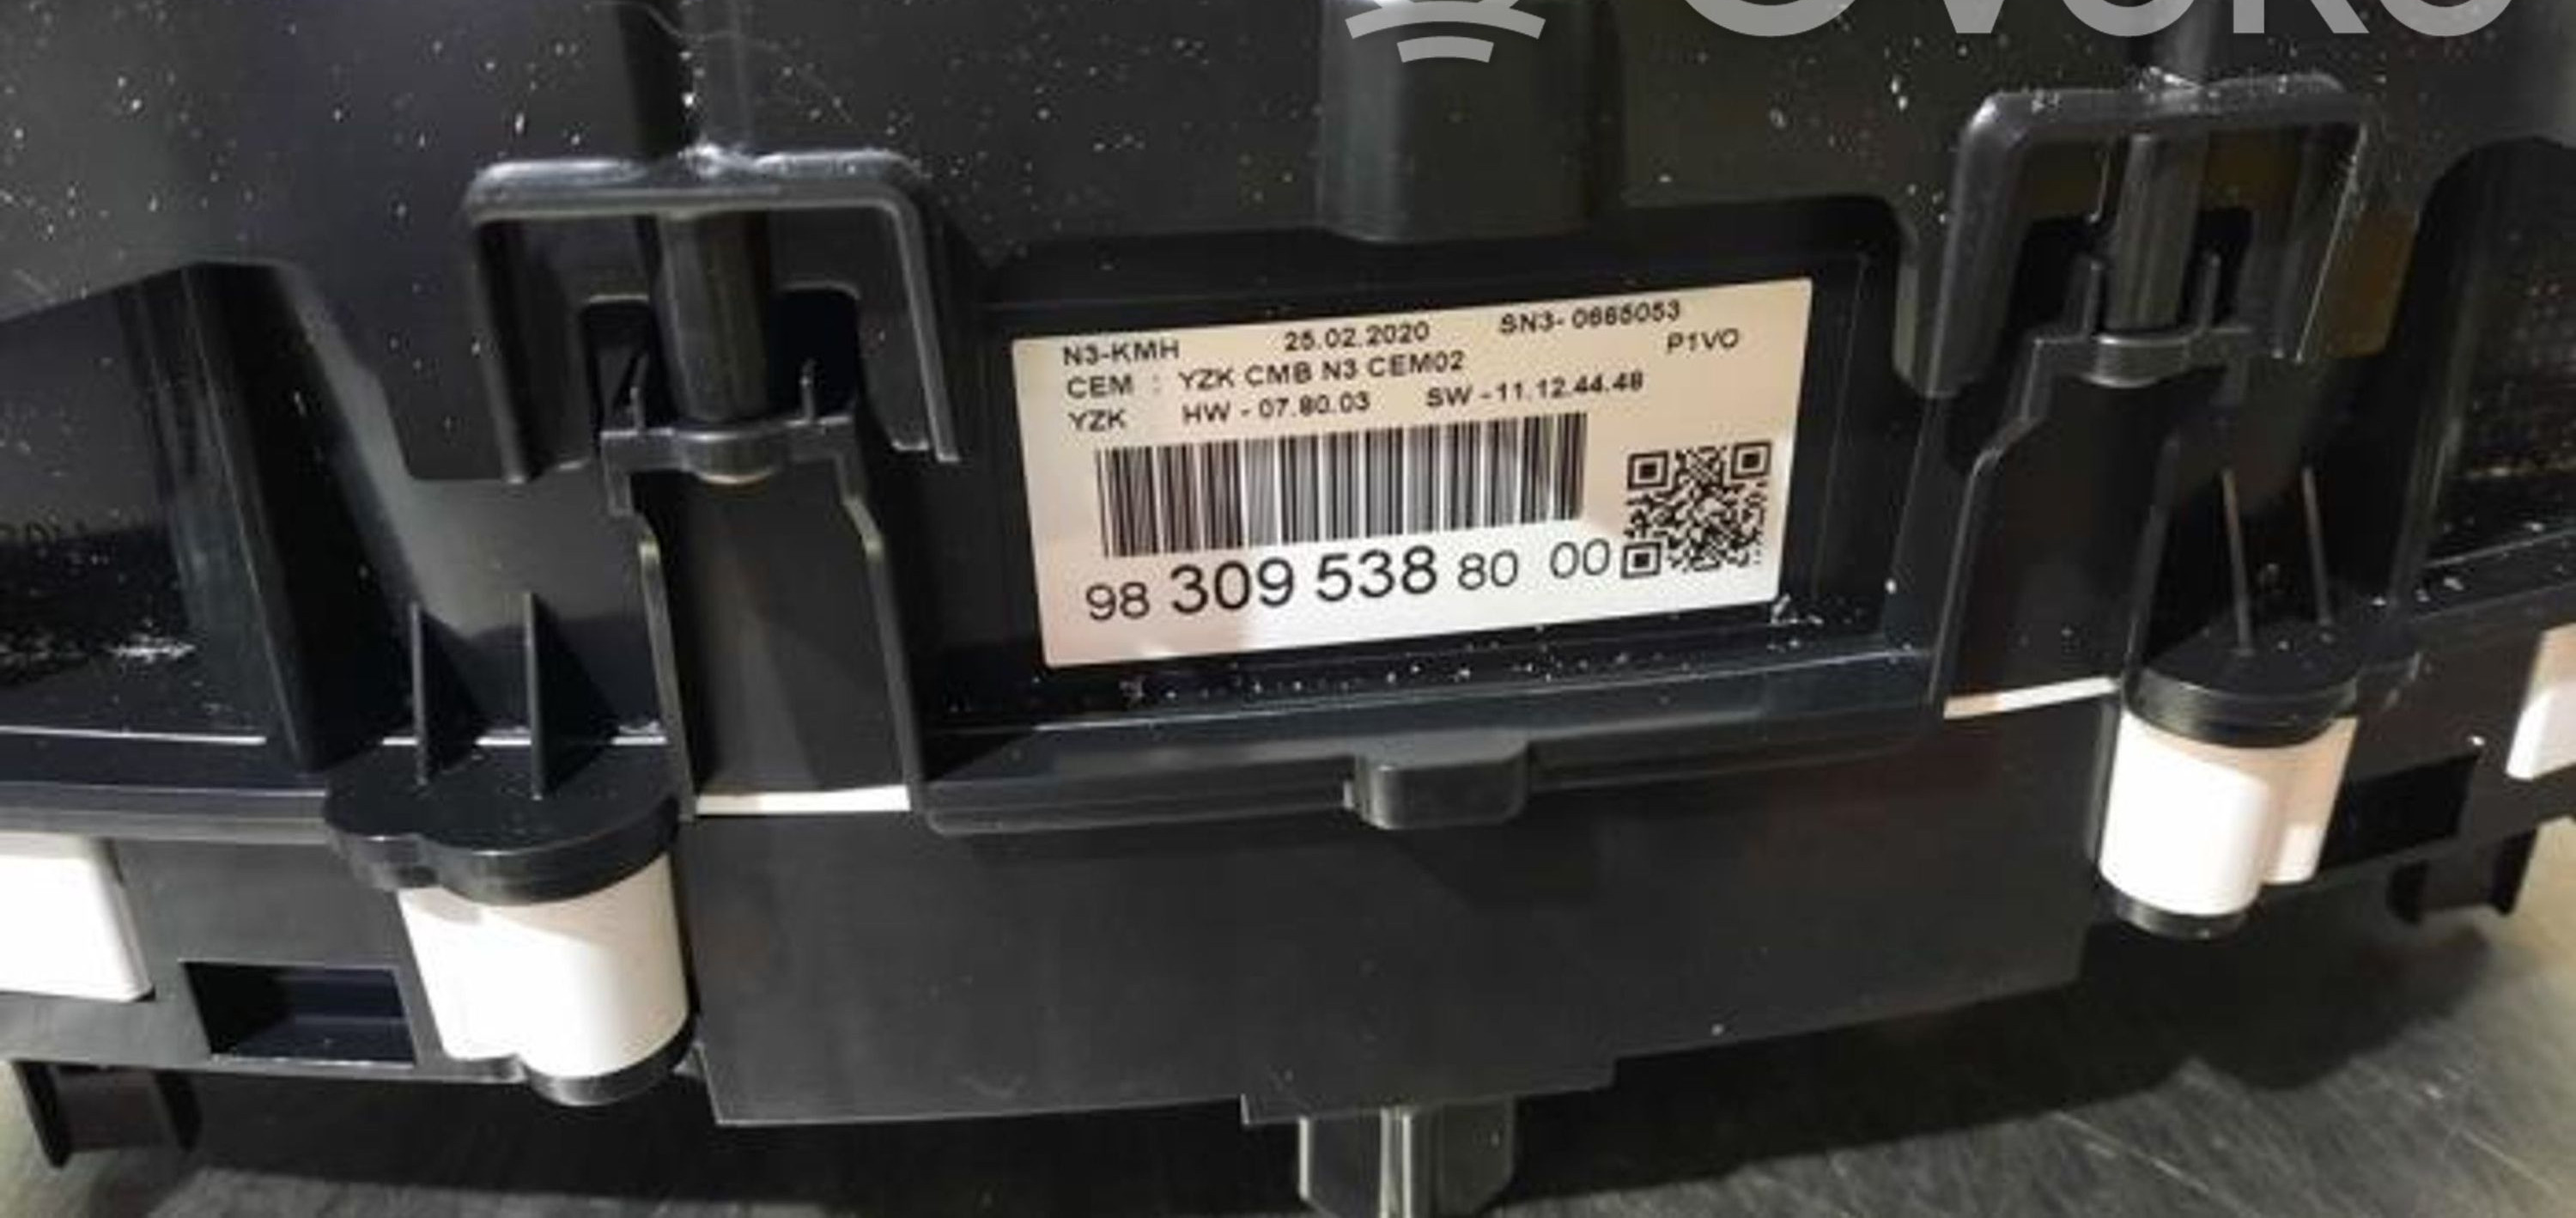 OVOKO
N3-KMH 25.02.2020 SN3-0665053
CEM : YZK CMB N3 CEM02 P1VO
YZK HW-07.80.03 SW-11.12.44.48
98 309 538 80 00